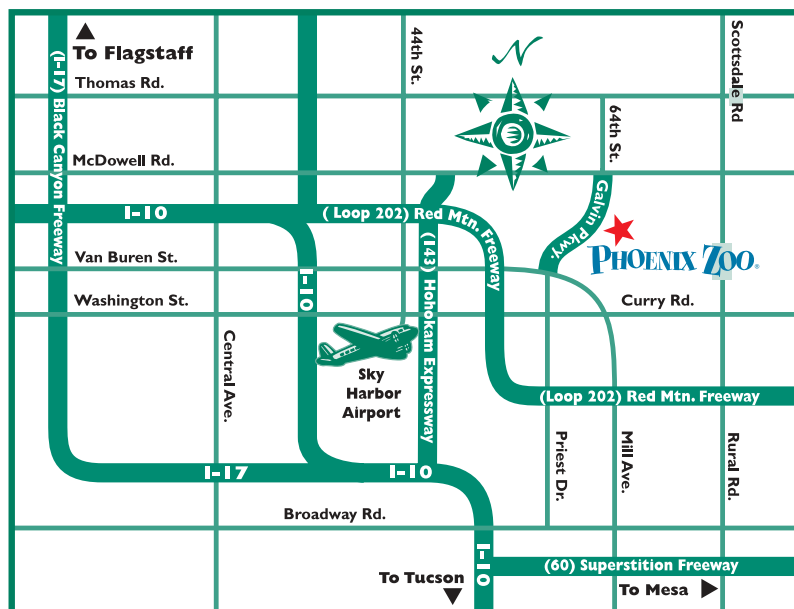 To Flagstaff
44th St.
N
Scottsdale Rd
Thomas Rd.
64th St.
(I-17) Black Canyon Freeway
McDowell Rd.
I-10
( Loop 202) Red Mtn. Freeway
Galvin Pkwy.
PHOENIX ZOO®
Van Buren St.
I-10
(143) Hohokam Expressway
Washington St.
Curry Rd.
Central Ave.
Sky
Harbor
Airport
(Loop 202) Red Mtn. Freeway
Priest Dr.
Mill Ave.
Rural Rd.
I-17
I-10
Broadway Rd.
I-10
(60) Superstition Freeway
To Tucson
To Mesa